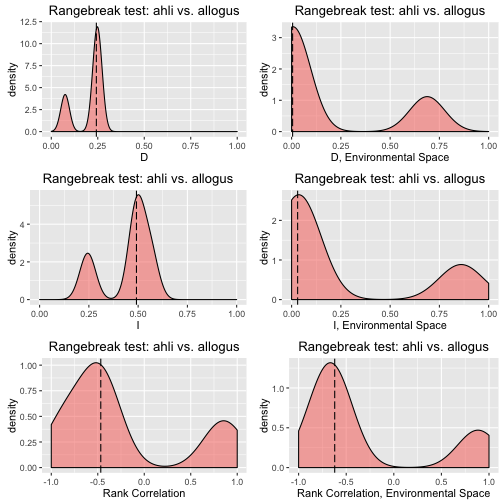 Rangebreak test: ahli vs. allogus
density
12.5
10.0
7.5
5.0
2.5
0.0
0.00 0.25 0.50 0.75 1.00
D
Rangebreak test: ahli vs. allogus
density
3
2
1
0
0.00 0.25 0.50 0.75 1.00
D, Environmental Space
Rangebreak test: ahli vs. allogus
density
4
2
0
0.00 0.25 0.50 0.75 1.00
I
Rangebreak test: ahli vs. allogus
density
2
1
0
0.00 0.25 0.50 0.75 1.00
I, Environmental Space
Rangebreak test: ahli vs. allogus
density
1.00
0.75
0.50
0.25
0.00
-1.0 -0.5 0.0 0.5 1.0
Rank Correlation
Rangebreak test: ahli vs. allogus
density
1.0
0.5
0.0
-1.0 -0.5 0.0 0.5 1.0
Rank Correlation, Environmental Space